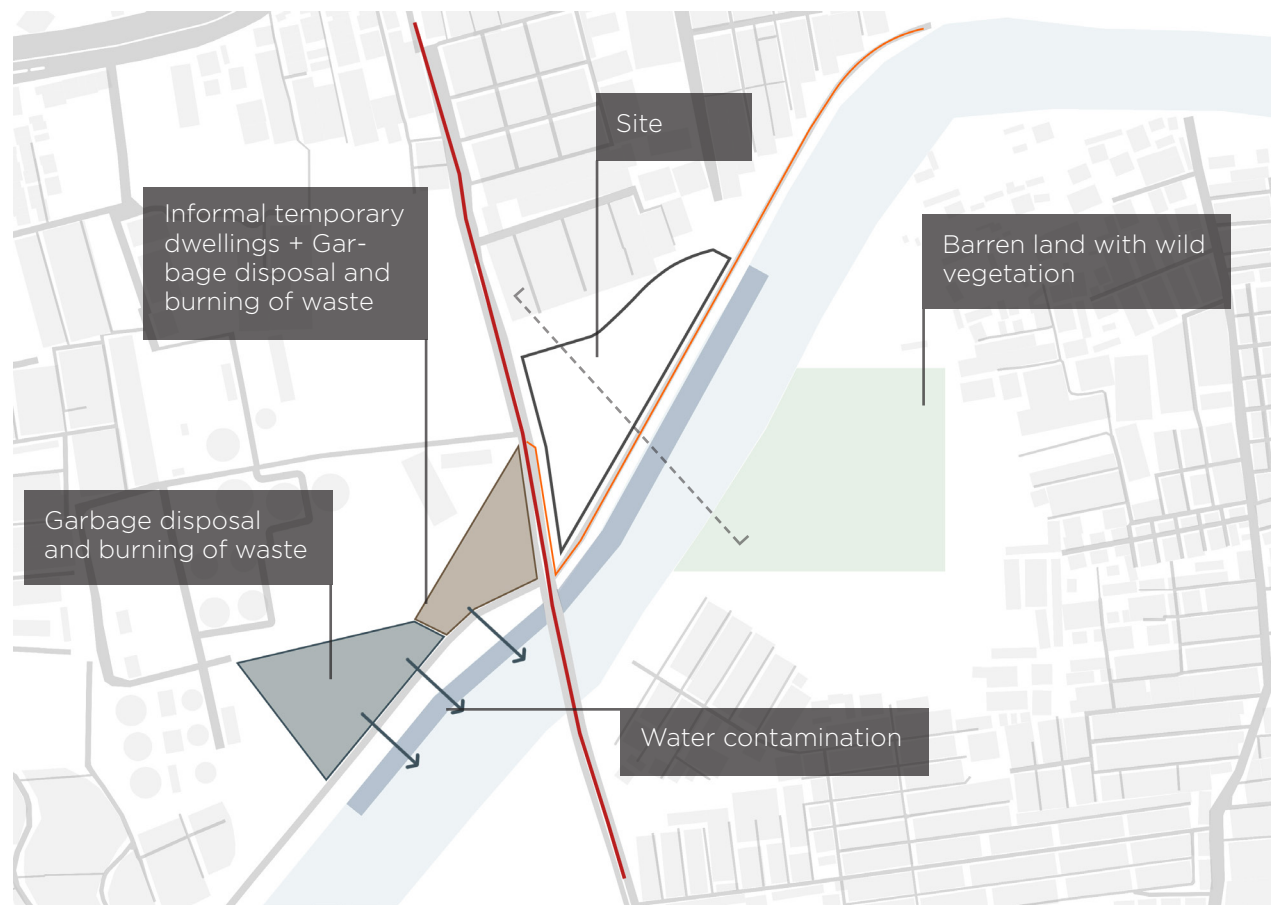 Site
Informal temporary
dwellings + Gar-
bage disposal and
burning of waste
Barren land with wild
vegetation
Garbage disposal
and burning of waste
Water contamination